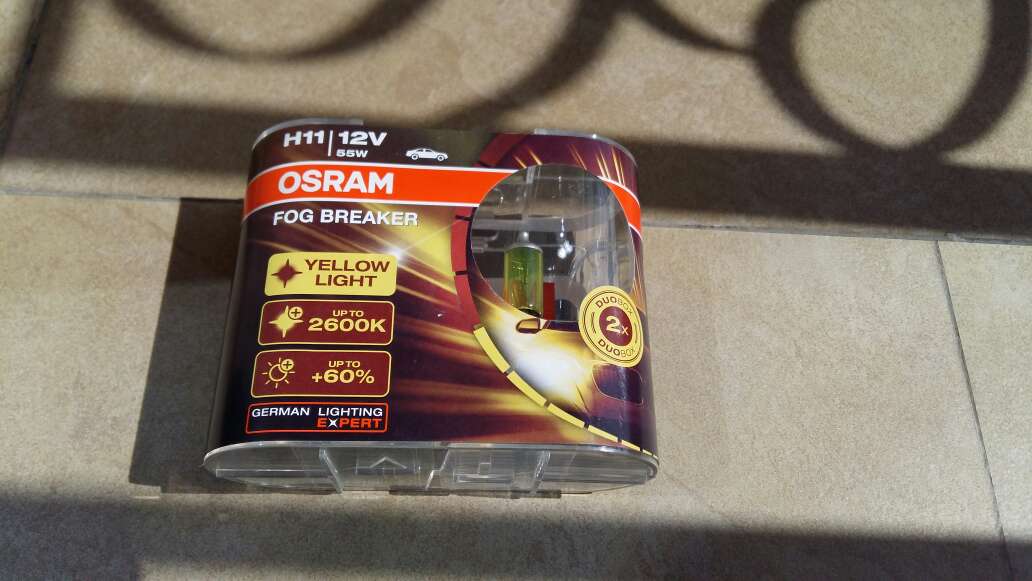 H11 | 12V
55W
OSRAM
FOG BREAKER
YELLOW
LIGHT
UP TO
2600K
UP TO
+60%
GERMAN LIGHTING
EXPERT
DUOBOX
2x
DUOBOX